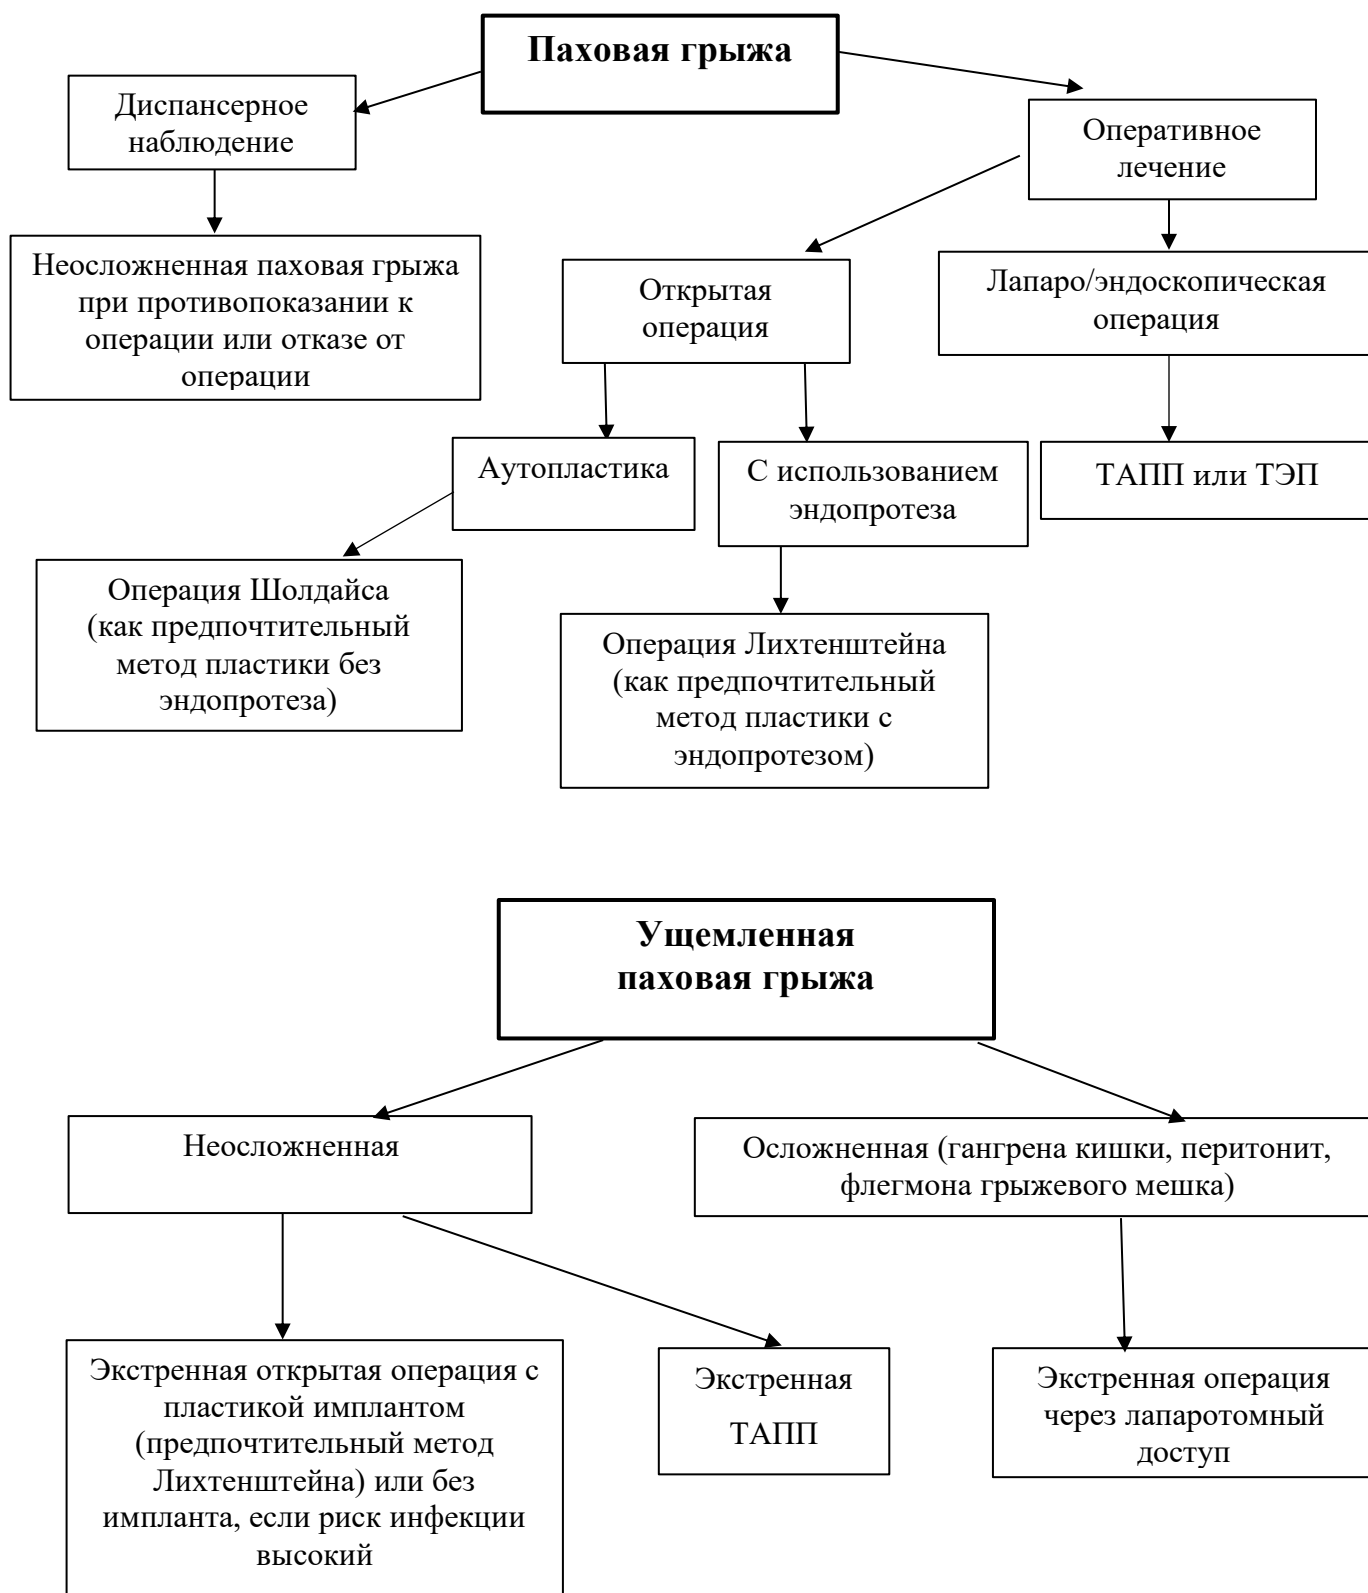 Паховая грыжа
Диспансерное
наблюдение
Оперативное
лечение
Неосложненная паховая грыжа
при противопоказании к
операции или отказе от
операции
Открытая
операция
Лапаро/эндоскопическая
операция
Аутопластика
С использованием
эндопротеза
ТАПП или ТЭП
Операция Шолдайса
(как предпочтительный
метод пластики без
эндопротеза)
Операция Лихтенштейна
(как предпочтительный
метод пластики с
эндопротезом)
Ущемленная
паховая грыжа
Неосложненная
Осложненная (гангрена кишки, перитонит,
флегмона грыжевого мешка)
Экстренная открытая операция с
пластикой имплантом
(предпочтительный метод
Лихтенштейна) или без
импланта, если риск инфекции
высокий
Экстренная
ТАПП
Экстренная операция
через лапаротомный
доступ